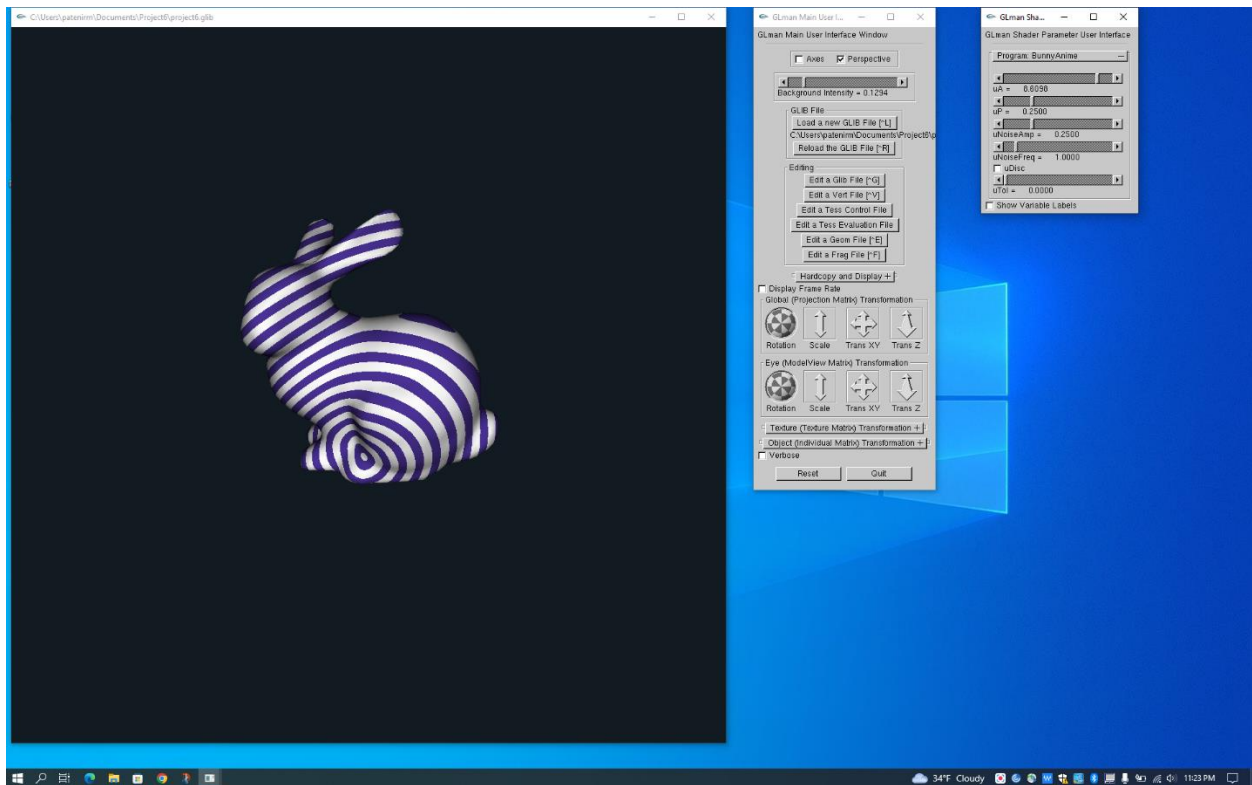 C:\Users\patenirm\Documents\Project6\project6.glib
GLman Main User I...
GLman Main User Interface Window
Axes Perspective
Background Intensity = 0.1294
GLIB File
Load a new GLIB File [^L]
C:\Users\patenirm\Documents\Project6\p
Reload the GLIB File [^R]
Editing
Edit a Glib File [^G]
Edit a Vert File [^V]
Edit a Tess Control File
Edit a Tess Evaluation File
Edit a Geom File [^E]
Edit a Frag File [^F]
Hardcopy and Display +
Display Frame Rate
Global (Projection Matrix) Transformation
Rotation Scale Trans XY Trans Z
Eye (ModelView Matrix) Transformation
Rotation Scale Trans XY Trans Z
Texture (Texture Matrix) Transformation +
Object (Individual Matrix) Transformation +
Verbose
Reset Quit
GLman Sha...
GLman Shader Parameter User Interface
Program: BunnyAnime
uA = 8.6098
uP = 0.2500
uNoiseAmp = 0.2500
uNoiseFreq = 1.0000
uDisc
uTol = 0.0000
Show Variable Labels
34°F Cloudy
11:23 PM